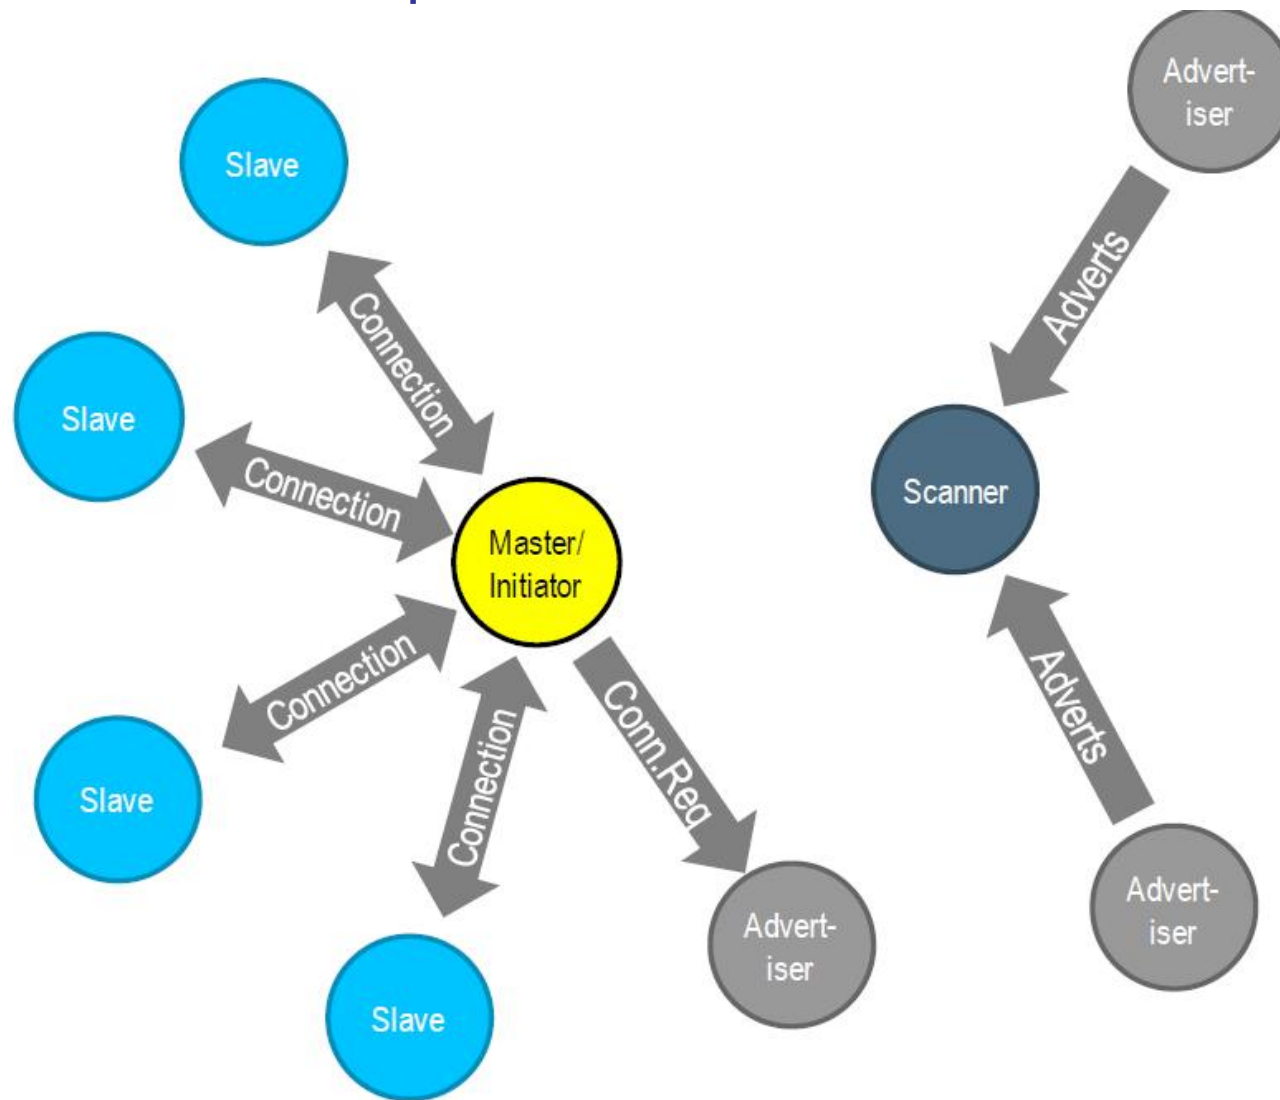 Advert-
iser
Slave
Adverts
Connection
Slave
Connection
Scanner
Master/
Initiator
Connection
Adverts
Conn.Req
Connection
Slave
Advert-
iser
Advert-
iser
Slave